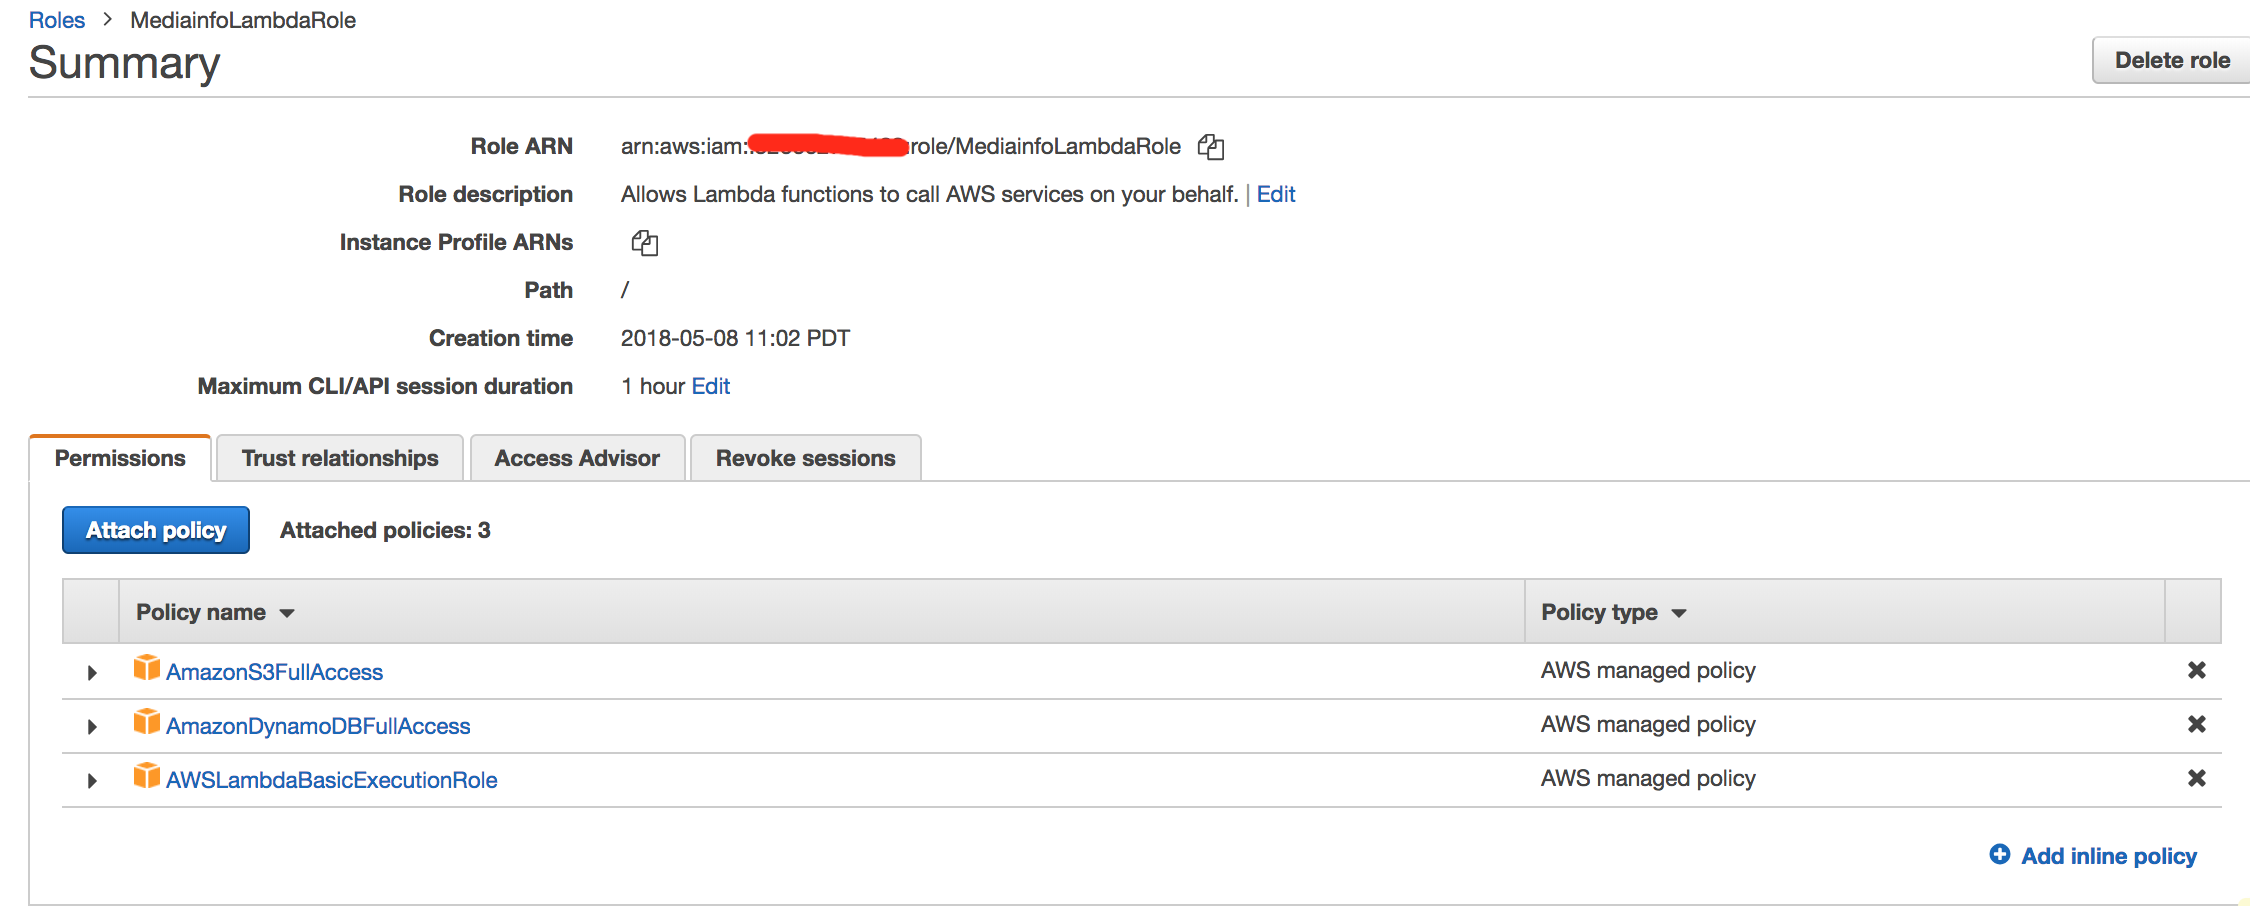 Roles > MediainfoLambdaRole
Summary
Delete role
Role ARN arn:aws:iam: role/MediainfoLambdaRole
Role description Allows Lambda functions to call AWS services on your behalf. | Edit
Instance Profile ARNs
Path /
Creation time 2018-05-08 11:02 PDT
Maximum CLI/API session duration 1 hour Edit
Permissions Trust relationships Access Advisor Revoke sessions
Attach policy Attached policies: 3
Policy name Policy type
AmazonS3FullAccess AWS managed policy
AmazonDynamoDBFullAccess AWS managed policy
AWSLambdaBasicExecutionRole AWS managed policy
Add inline policy